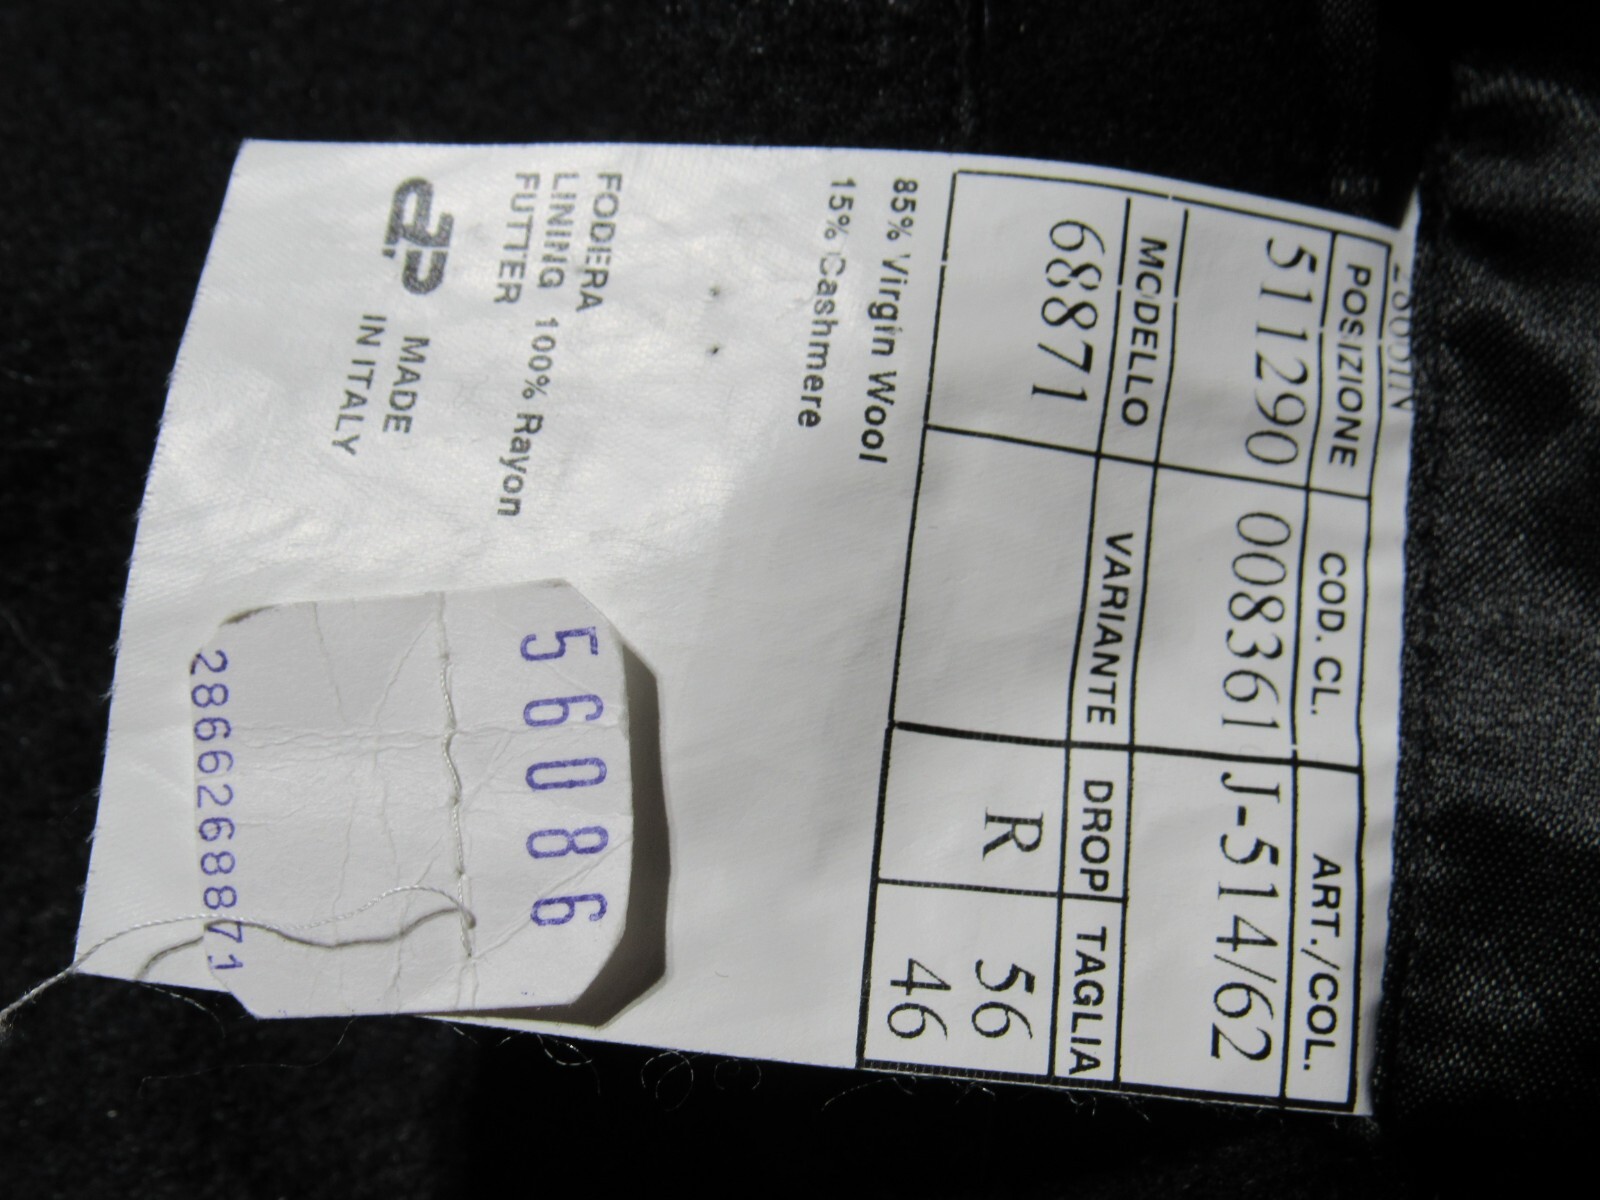 POSIZIONE COD. CL. ART./COL.
511290 008361 J-514/62
MODELLO VARIANTE DROP TAGLIA
68871 R 56
46
85% Virgin Wool
15% Cashmere
FODERA
LINING 100% Rayon
FUTTER
MADE
IN ITALY
56086
2866268871